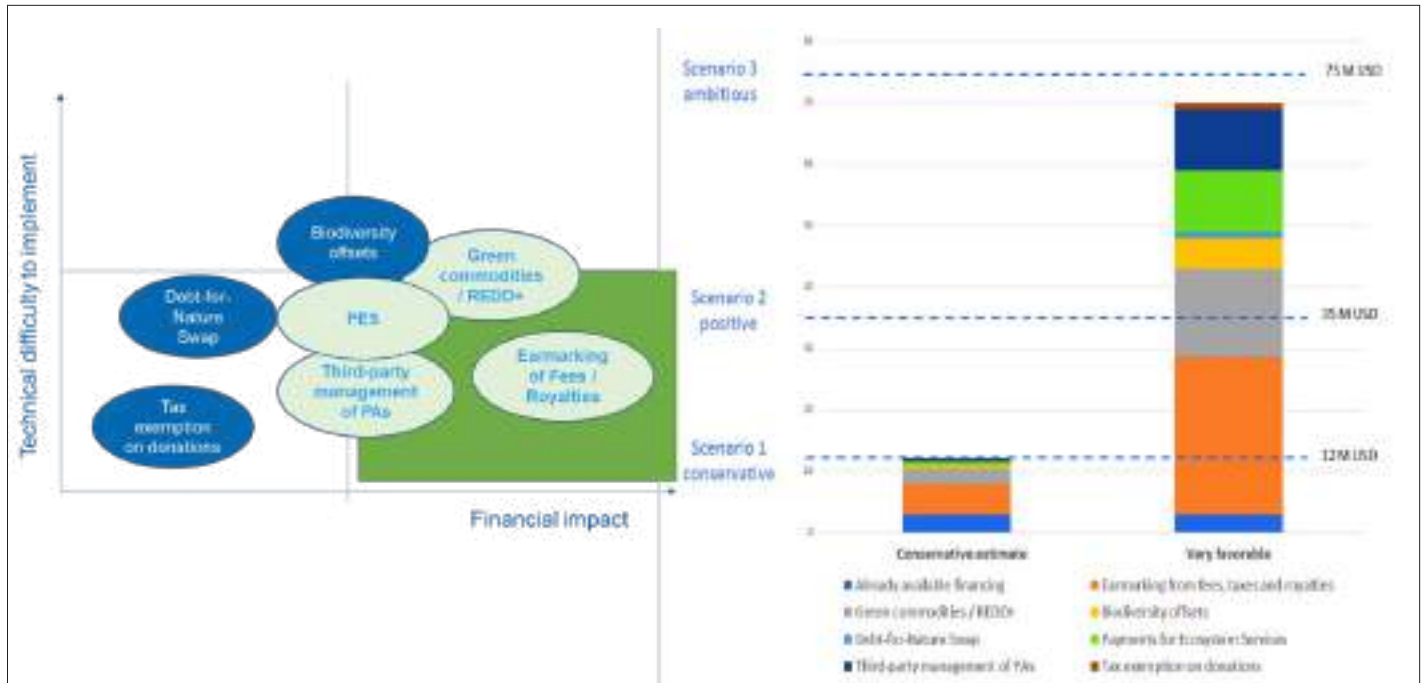 Technical difficulty to implement
Biodiversity
offsets
Green
commodities
/ REDD+
Debt-for-
Nature
Swap
PES
Earmarking
of Fees /
Royalties
Third-party
management
of PAs
Tax
exemption
on donations
Financial impact
Scenario 3
ambitious
Scenario 2
positive
Scenario 1
conservative
75 M USD
35 M USD
12 M USD
Conservative estimate
Very favorable
Already available financing
Earmarking from fees, taxes and royalties
Green commodities / REDD+
Biodiversity offsets
Debt-for-Nature Swap
Payments for Ecosystem Services
Third-party management of PAs
Tax exemption on donations